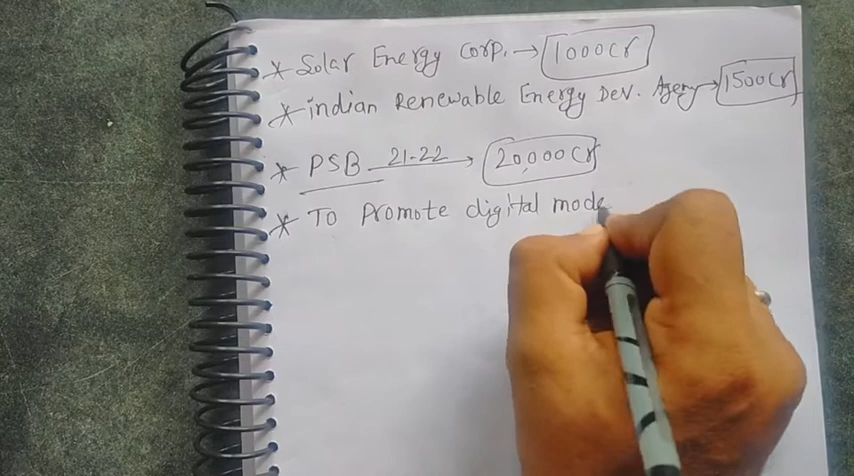 * Solar Energy Corp. → 1000Cr
* Indian Renewable Energy Dev. Agency → 1500Cr
* PSB 21-22 → 20,000Cr
* To Promote digital mode